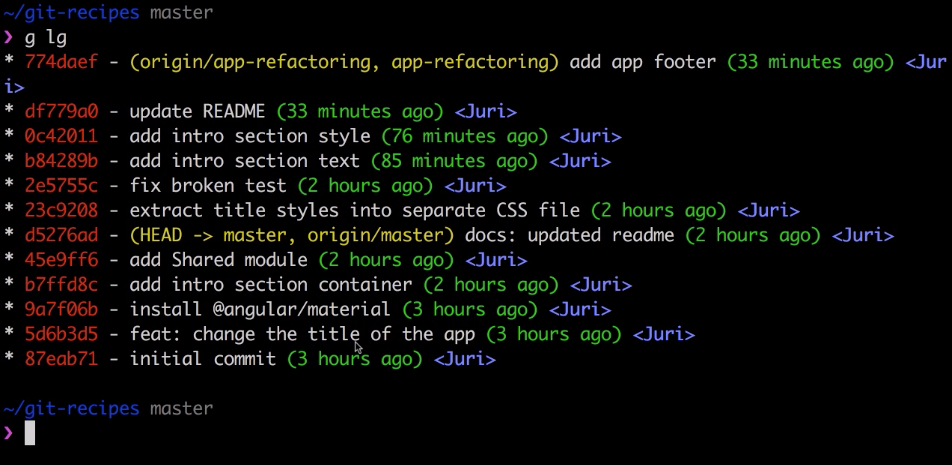 ~/git-recipes master
❯ g lg
* 774daef - (origin/app-refactoring, app-refactoring) add app footer (33 minutes ago) <Jur
i>
* df779a0 - update README (33 minutes ago) <Juri>
* 0c42011 - add intro section style (76 minutes ago) <Juri>
* b84289b - add intro section text (85 minutes ago) <Juri>
* 2e5755c - fix broken test (2 hours ago) <Juri>
* 23c9208 - extract title styles into separate CSS file (2 hours ago) <Juri>
* d5276ad - (HEAD -> master, origin/master) docs: updated readme (2 hours ago) <Juri>
* 45e9ff6 - add Shared module (2 hours ago) <Juri>
* b7ffd8c - add intro section container (2 hours ago) <Juri>
* 9a7f06b - install @angular/material (3 hours ago) <Juri>
* 5d6b3d5 - feat: change the title of the app (3 hours ago) <Juri>
* 87eab71 - initial commit (3 hours ago) <Juri>
~/git-recipes master
❯